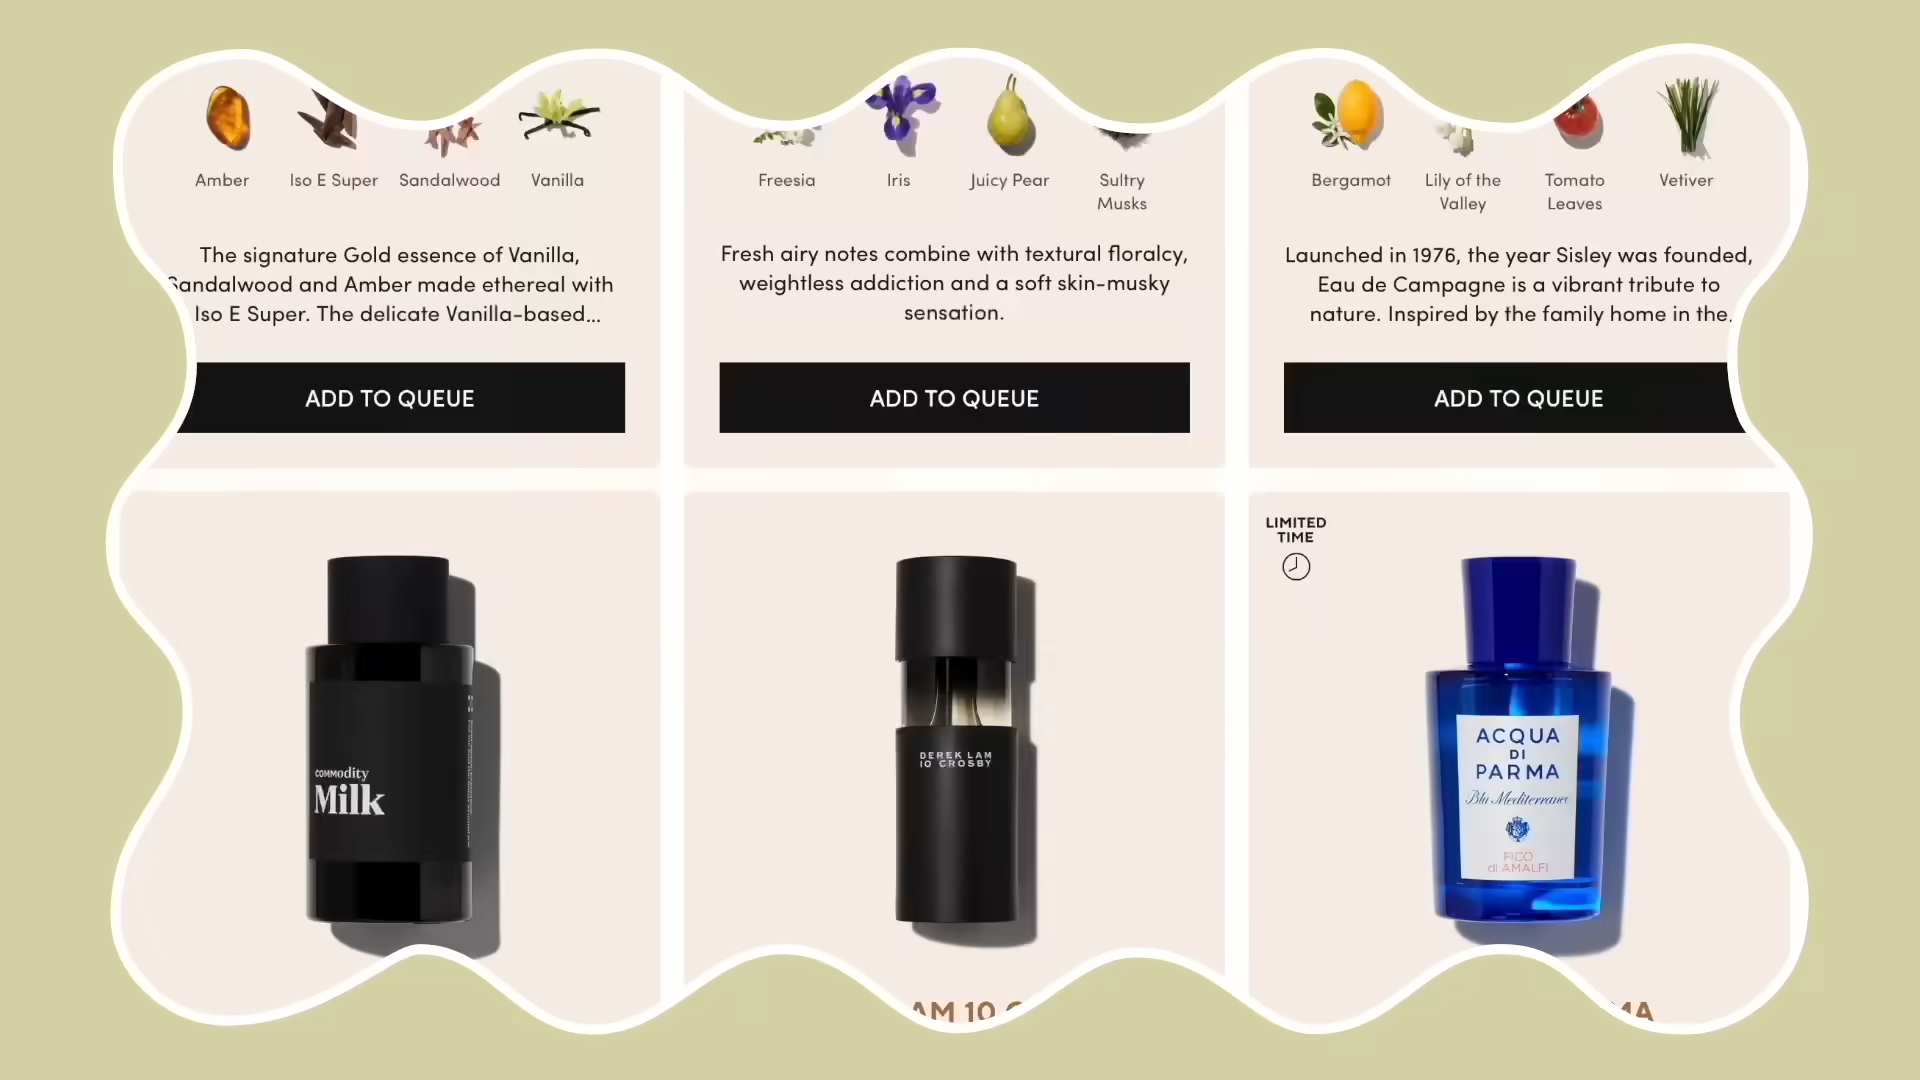 Amber
Iso E Super
Sandalwood
Vanilla
The signature Gold essence of Vanilla,
Sandalwood and Amber made ethereal with
Iso E Super. The delicate Vanilla-based...
ADD TO QUEUE
Freesia
Iris
Juicy Pear
Sultry
Musks
Fresh airy notes combine with textural floralcy,
weightless addiction and a soft skin-musky
sensation.
ADD TO QUEUE
Bergamot
Lily of the
Valley
Tomato
Leaves
Vetiver
Launched in 1976, the year Sisley was founded,
Eau de Campagne is a vibrant tribute to
nature. Inspired by the family home in the.
ADD TO QUEUE
COMModity
Milk
DEREK LAM
10 CROSBY
AM 10
LIMITED
TIME
ACQUA
DI
PARMA
Blu Mediterraneo
FICO
di AMALFI
MA